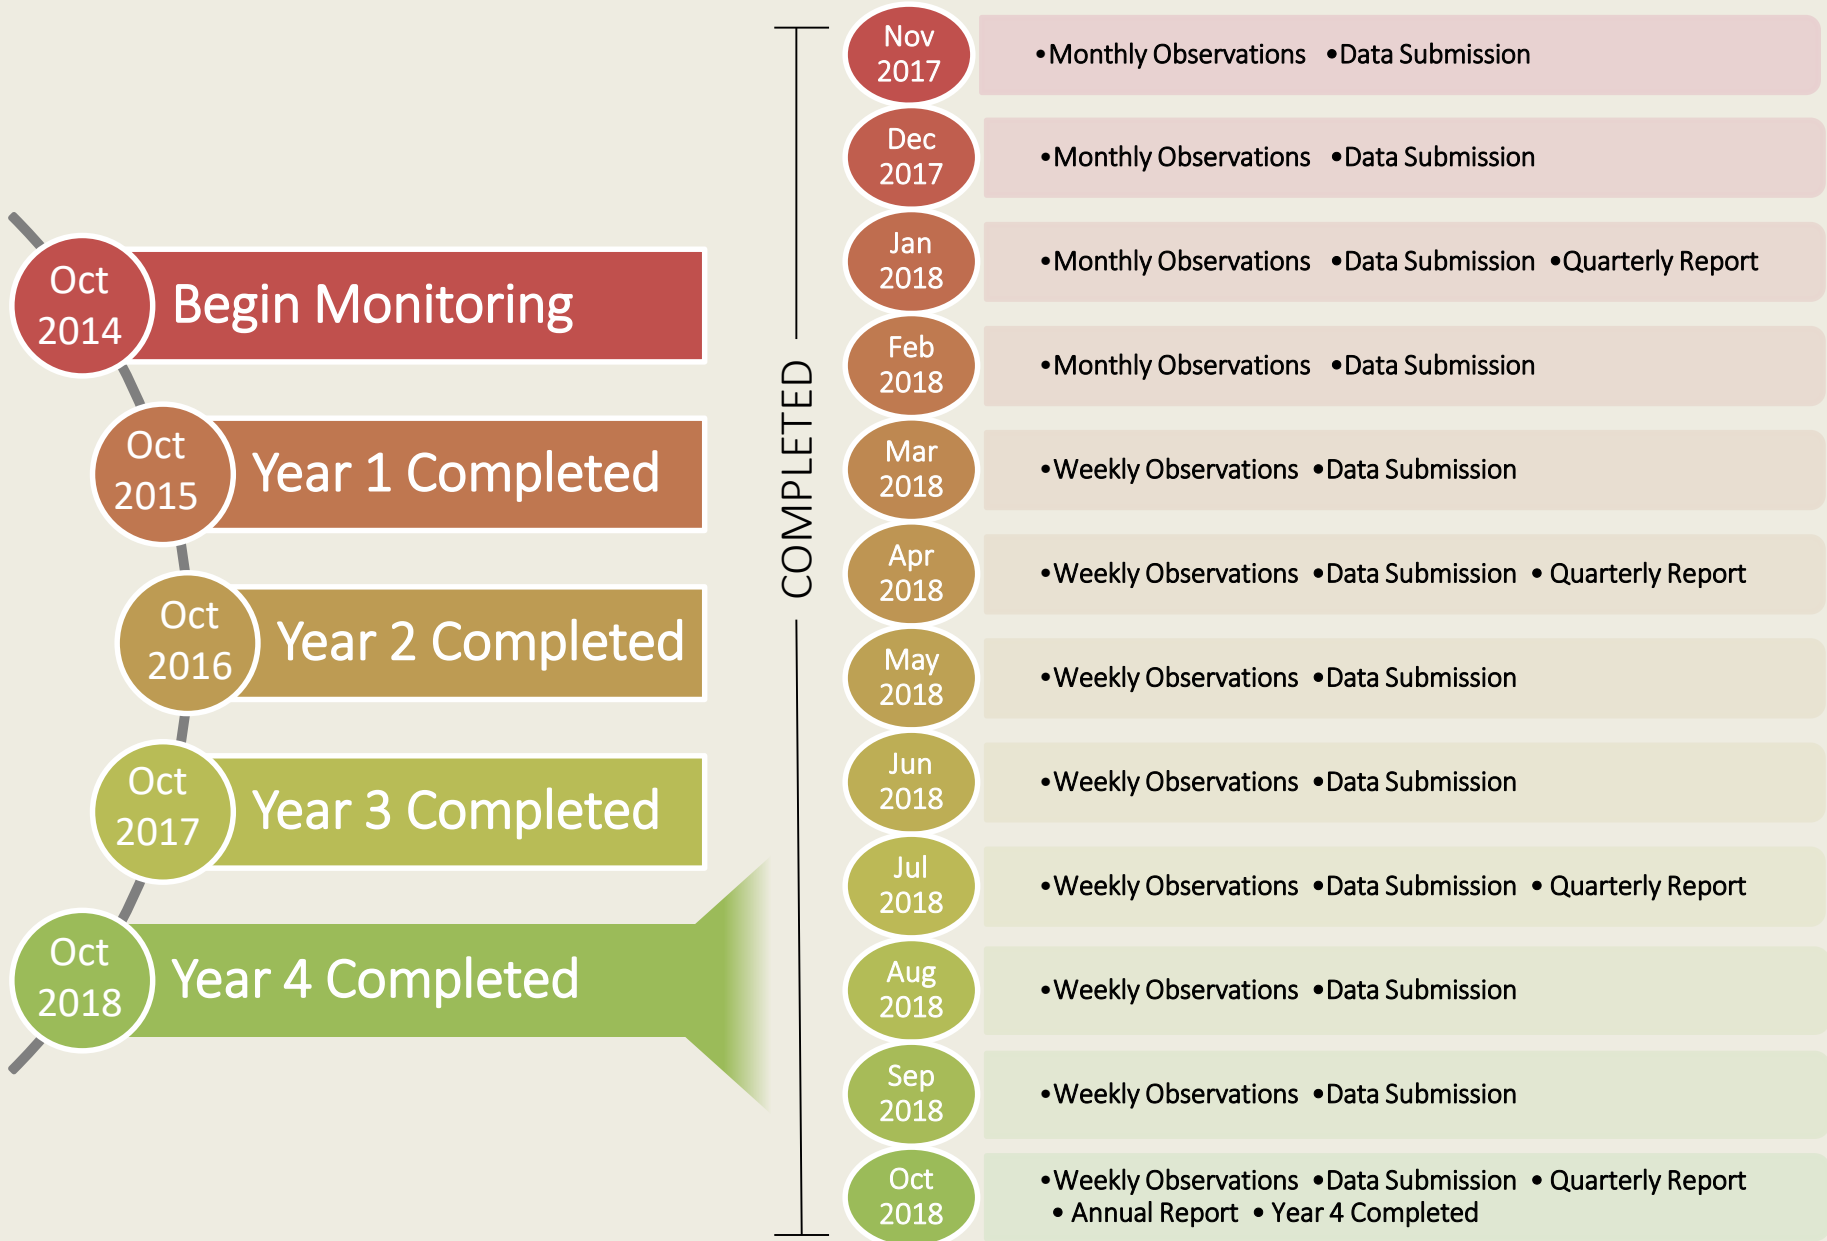 Oct
2014
Begin Monitoring
Oct
2015
Year 1 Completed
Oct
2016
Year 2 Completed
Oct
2017
Year 3 Completed
Oct
2018
Year 4 Completed
COMPLETED
Nov
2017
•Monthly Observations •Data Submission
Dec
2017
•Monthly Observations •Data Submission
Jan
2018
•Monthly Observations •Data Submission •Quarterly Report
Feb
2018
•Monthly Observations •Data Submission
Mar
2018
•Weekly Observations •Data Submission
Apr
2018
•Weekly Observations •Data Submission • Quarterly Report
May
2018
•Weekly Observations •Data Submission
Jun
2018
•Weekly Observations •Data Submission
Jul
2018
•Weekly Observations •Data Submission • Quarterly Report
Aug
2018
•Weekly Observations •Data Submission
Sep
2018
•Weekly Observations •Data Submission
Oct
2018
•Weekly Observations •Data Submission • Quarterly Report
• Annual Report • Year 4 Completed